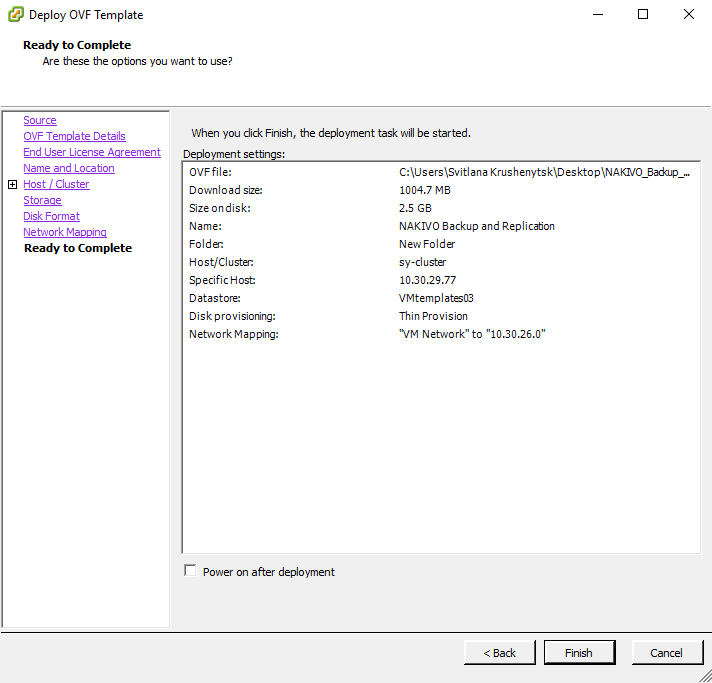 Deploy OVF Template
Ready to Complete
Are these the options you want to use?
Source
OVF Template Details
End User License Agreement
Name and Location
Host / Cluster
Storage
Disk Format
Network Mapping
Ready to Complete
When you click Finish, the deployment task will be started.
Deployment settings:
OVF file: C:\Users\Svitlana Krushenytsk\Desktop\NAKIVO_Backup_...
Download size: 1004.7 MB
Size on disk: 2.5 GB
Name: NAKIVO Backup and Replication
Folder: New Folder
Host/Cluster: sy-cluster
Specific Host: 10.30.29.77
Datastore: VMtemplates03
Disk provisioning: Thin Provision
Network Mapping: "VM Network" to "10.30.26.0"
Power on after deployment
< Back Finish Cancel